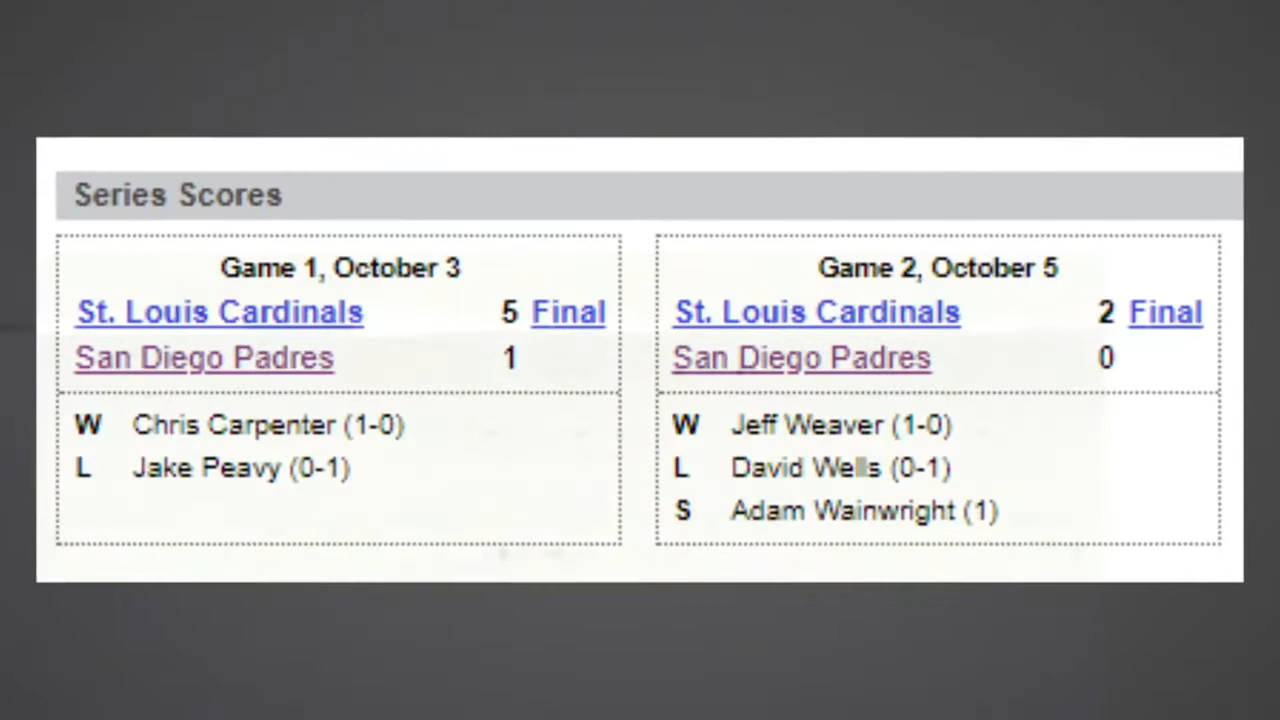 Series Scores
Game 1, October 3
St. Louis Cardinals 5 Final
San Diego Padres 1
W Chris Carpenter (1-0)
L Jake Peavy (0-1)
Game 2, October 5
St. Louis Cardinals 2 Final
San Diego Padres 0
W Jeff Weaver (1-0)
L David Wells (0-1)
S Adam Wainwright (1)